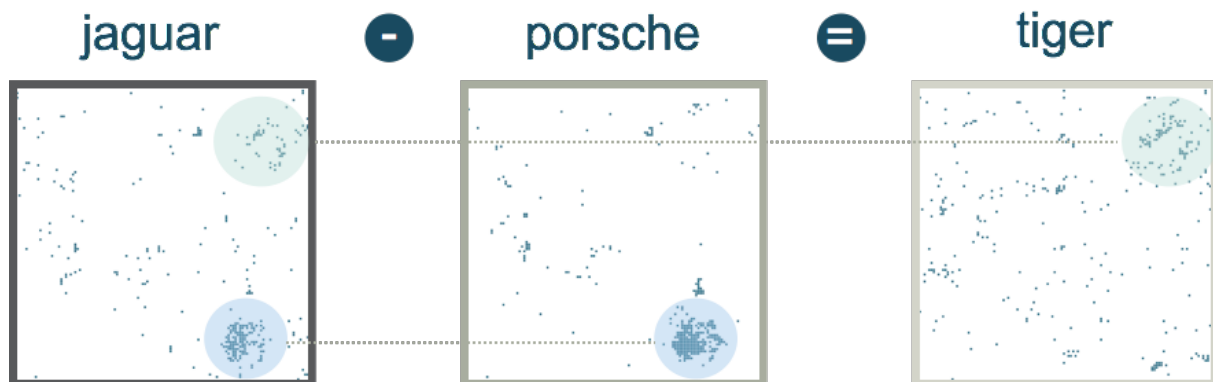 jaguar - porsche = tiger